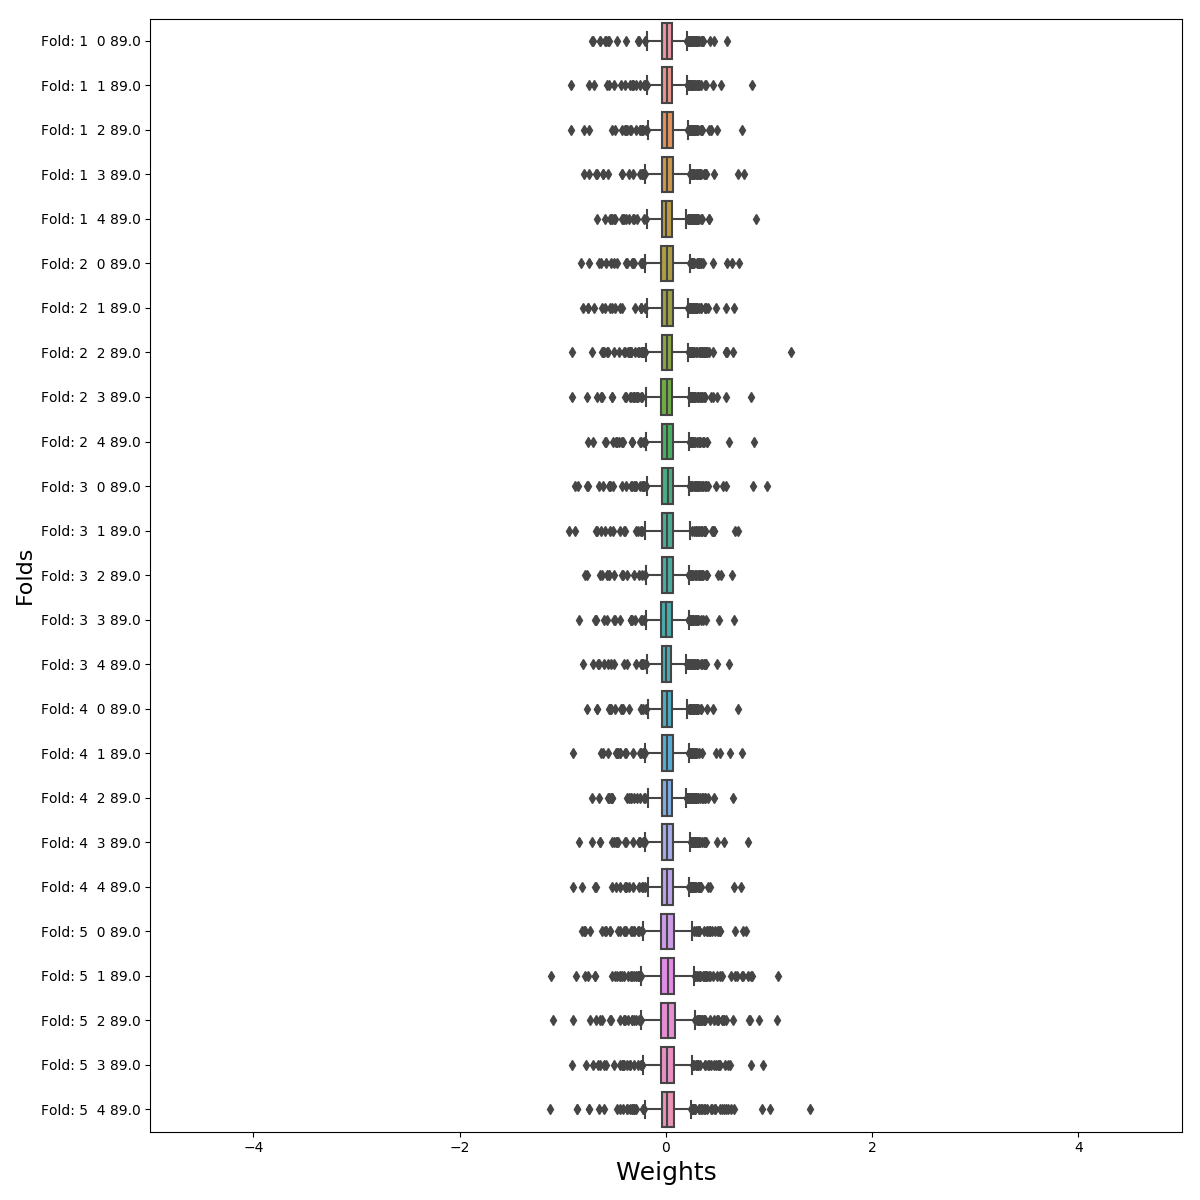 Fold: 1  0 89.0
Fold: 1  1 89.0
Fold: 1  2 89.0
Fold: 1  3 89.0
Fold: 1  4 89.0
Fold: 2  0 89.0
Fold: 2  1 89.0
Fold: 2  2 89.0
Fold: 2  3 89.0
Fold: 2  4 89.0
Fold: 3  0 89.0
Fold: 3  1 89.0
Fold: 3  2 89.0
Fold: 3  3 89.0
Fold: 3  4 89.0
Fold: 4  0 89.0
Fold: 4  1 89.0
Fold: 4  2 89.0
Fold: 4  3 89.0
Fold: 4  4 89.0
Fold: 5  0 89.0
Fold: 5  1 89.0
Fold: 5  2 89.0
Fold: 5  3 89.0
Fold: 5  4 89.0
Folds
−4 −2 0 2 4
Weights